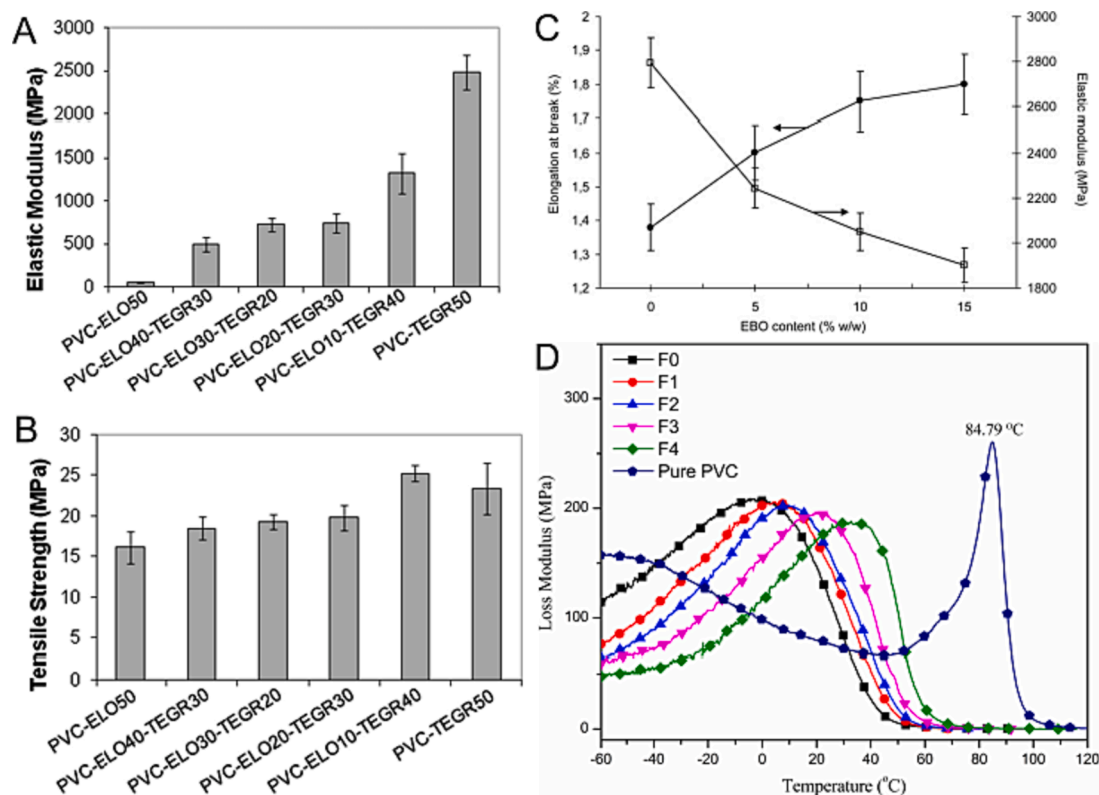 A
Elastic Modulus (MPa)
3000
2500
2000
1500
1000
500
0
PVC-ELO50
PVC-ELO40-TEGR30
PVC-ELO30-TEGR20
PVC-ELO20-TEGR30
PVC-ELO10-TEGR40
PVC-TEGR50
B
Tensile Strength (MPa)
30
25
20
15
10
5
0
PVC-ELO50
PVC-ELO40-TEGR30
PVC-ELO30-TEGR20
PVC-ELO20-TEGR30
PVC-ELO10-TEGR40
PVC-TEGR50
C
Elongation at break (%)
2
1,9
1,8
1,7
1,6
1,5
1,4
1,3
1,2
3000
2800
2600
2400
2200
2000
1800
Elastic modulus
(MPa)
0 5 10 15
EBO content (% w/w)
D
F0
F1
F2
F3
F4
Pure PVC
84.79 °C
Loss Modulus (MPa)
300
200
100
0
-60 -40 -20 0 20 40 60 80 100 120
Temperature (°C)